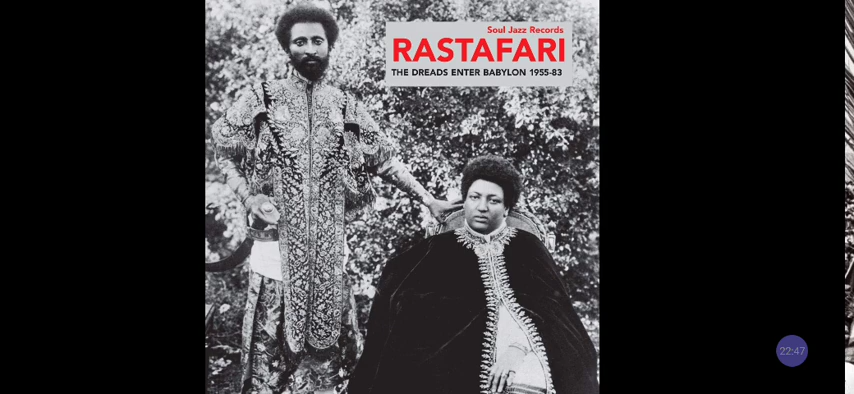 Soul Jazz Records
RASTAFARI
THE DREADS ENTER BABYLON 1955-83
22:47